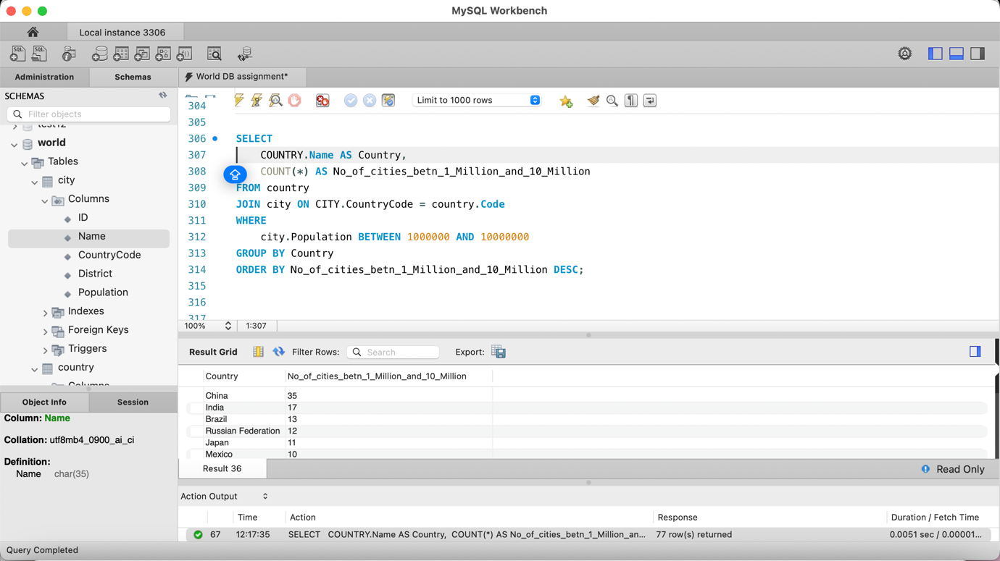 MySQL Workbench
Local instance 3306
Administration
Schemas
World DB assignment*
SCHEMAS
Filter objects
test12
world
Tables
city
Columns
ID
Name
CountryCode
District
Population
Indexes
Foreign Keys
Triggers
country
Columns
Object Info
Session
Column: Name
Collation: utf8mb4_0900_ai_ci
Definition:
Name char(35)
Limit to 1000 rows
304
305
306 SELECT
307 COUNTRY.Name AS Country,
308 COUNT(*) AS No_of_cities_betn_1_Million_and_10_Million
309 FROM country
310 JOIN city ON CITY.CountryCode = country.Code
311 WHERE
312 city.Population BETWEEN 1000000 AND 10000000
313 GROUP BY Country
314 ORDER BY No_of_cities_betn_1_Million_and_10_Million DESC;
315
316
317
100% 1:307
Result Grid Filter Rows: Search Export:
Country No_of_cities_betn_1_Million_and_10_Million
China 35
India 17
Brazil 13
Russian Federation 12
Japan 11
Mexico 10
Result 36
Read Only
Action Output
Time Action Response Duration / Fetch Time
67 12:17:35 SELECT COUNTRY.Name AS Country, COUNT(*) AS No_of_cities_betn_1_Million_an... 77 row(s) returned 0.0051 sec / 0.00001...
Query Completed